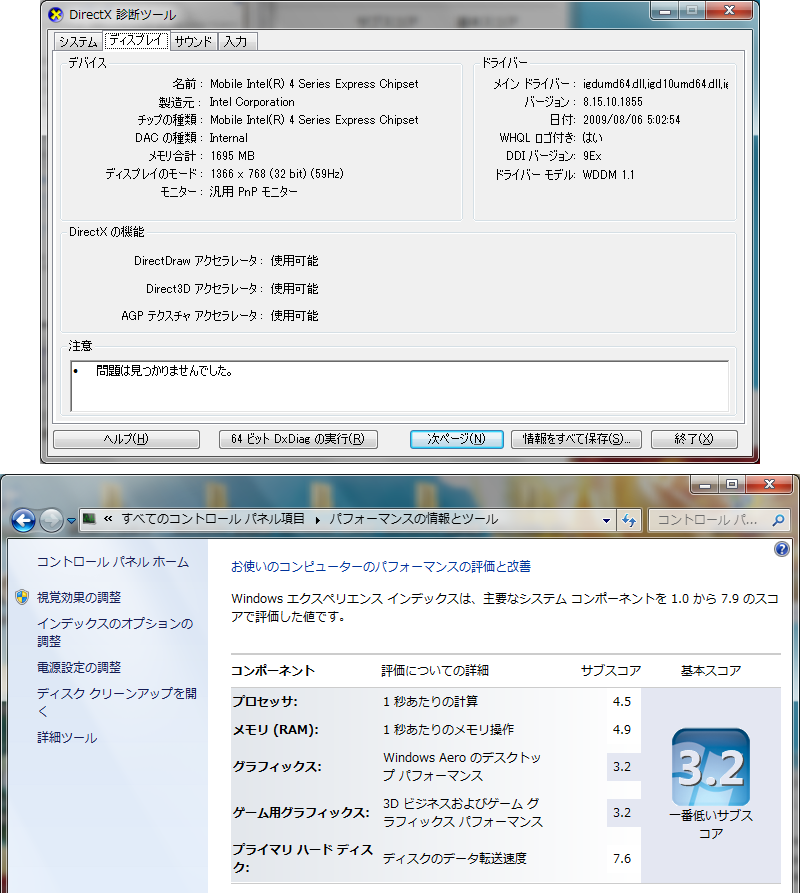 DirectX 診断ツール
システム ディスプレイ サウンド 入力
デバイス
名前： Mobile Intel(R) 4 Series Express Chipset
製造元： Intel Corporation
チップの種類： Mobile Intel(R) 4 Series Express Chipset
DAC の種類： Internal
メモリ合計： 1695 MB
ディスプレイのモード： 1366 x 768 (32 bit) (59Hz)
モニター： 汎用 PnP モニター
ドライバー
メイン ドライバー： igdumd64.dll,igd10umd64.dll,ig
バージョン： 8.15.10.1855
日付: 2009/08/06 5:02:54
WHQL ロゴ付き: はい
DDI バージョン: 9Ex
ドライバー モデル: WDDM 1.1
DirectX の機能
DirectDraw アクセラレータ： 使用可能
Direct3D アクセラレータ： 使用可能
AGP テクスチャ アクセラレータ： 使用可能
注意
• 問題は見つかりませんでした。
ヘルプ(H) 64 ビット DxDiag の実行(R) 次ページ(N) 情報をすべて保存(S)... 終了(X)
« すべてのコントロール パネル項目 ▸ パフォーマンスの情報とツール
コントロール パ...
コントロール パネル ホーム
視覚効果の調整
インデックスのオプションの
調整
電源設定の調整
ディスク クリーンアップを開
く
詳細ツール
お使いのコンピューターのパフォーマンスの評価と改善
Windows エクスペリエンス インデックスは、主要なシステム コンポーネントを 1.0 から 7.9 のスコ
アで評価した値です。
コンポーネント 評価についての詳細 サブスコア 基本スコア
プロセッサ: 1 秒あたりの計算 4.5
メモリ (RAM): 1 秒あたりのメモリ操作 4.9
グラフィックス: Windows Aero のデスクトッ
プ パフォーマンス 3.2
ゲーム用グラフィックス: 3D ビジネスおよびゲーム グ
ラフィックス パフォーマンス 3.2
プライマリ ハード ディス
ク: ディスクのデータ転送速度 7.6
3.2
一番低いサブス
コア